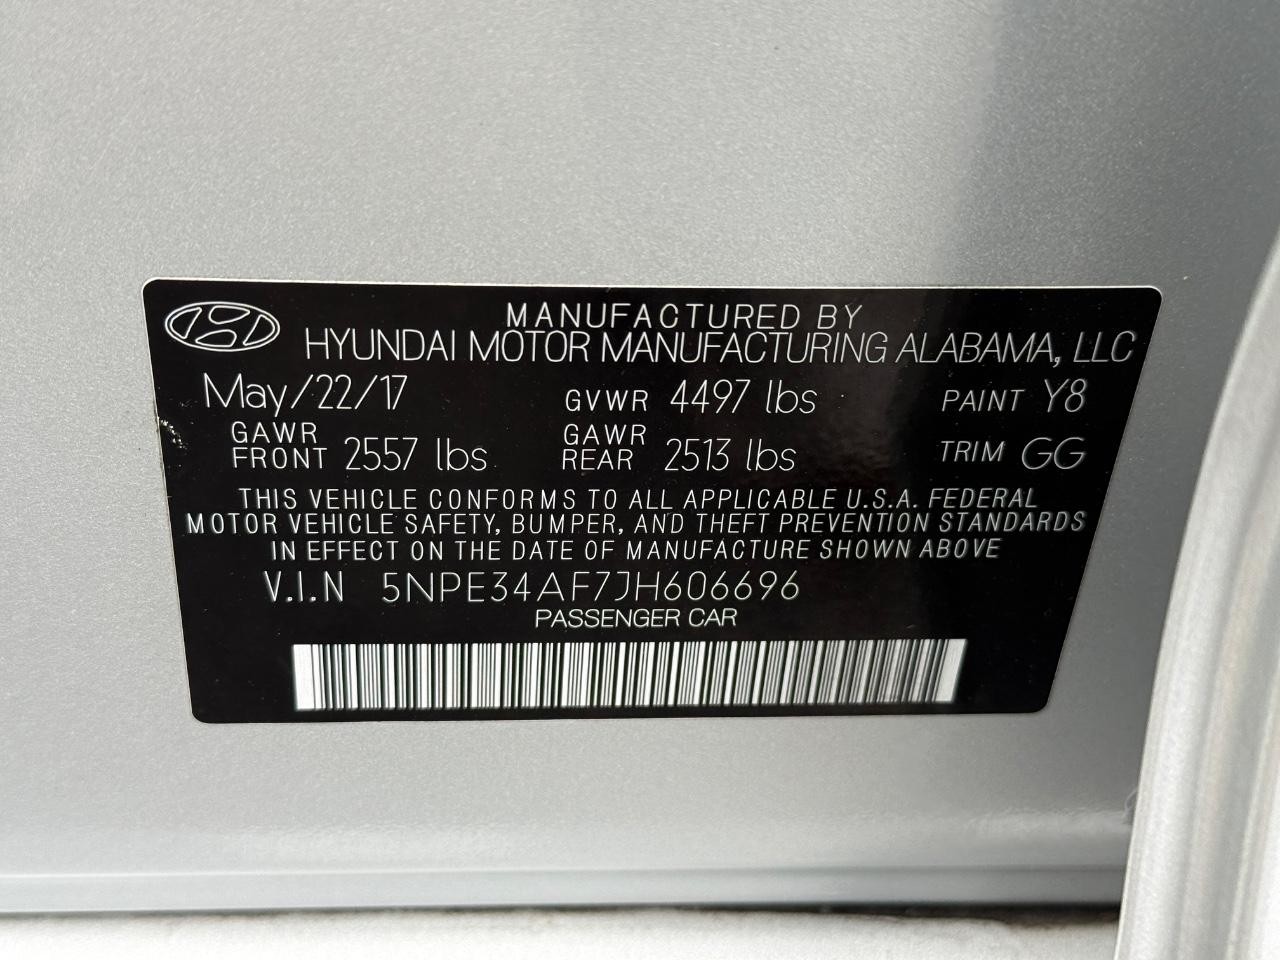 MANUFACTURED BY
HYUNDAI MOTOR MANUFACTURING ALABAMA, LLC
May/22/17 GVWR 4497 lbs PAINT Y8
GAWR FRONT 2557 lbs GAWR REAR 2513 lbs TRIM GG
THIS VEHICLE CONFORMS TO ALL APPLICABLE U.S.A. FEDERAL
MOTOR VEHICLE SAFETY, BUMPER, AND THEFT PREVENTION STANDARDS
IN EFFECT ON THE DATE OF MANUFACTURE SHOWN ABOVE
V.I.N 5NPE34AF7JH606696
PASSENGER CAR